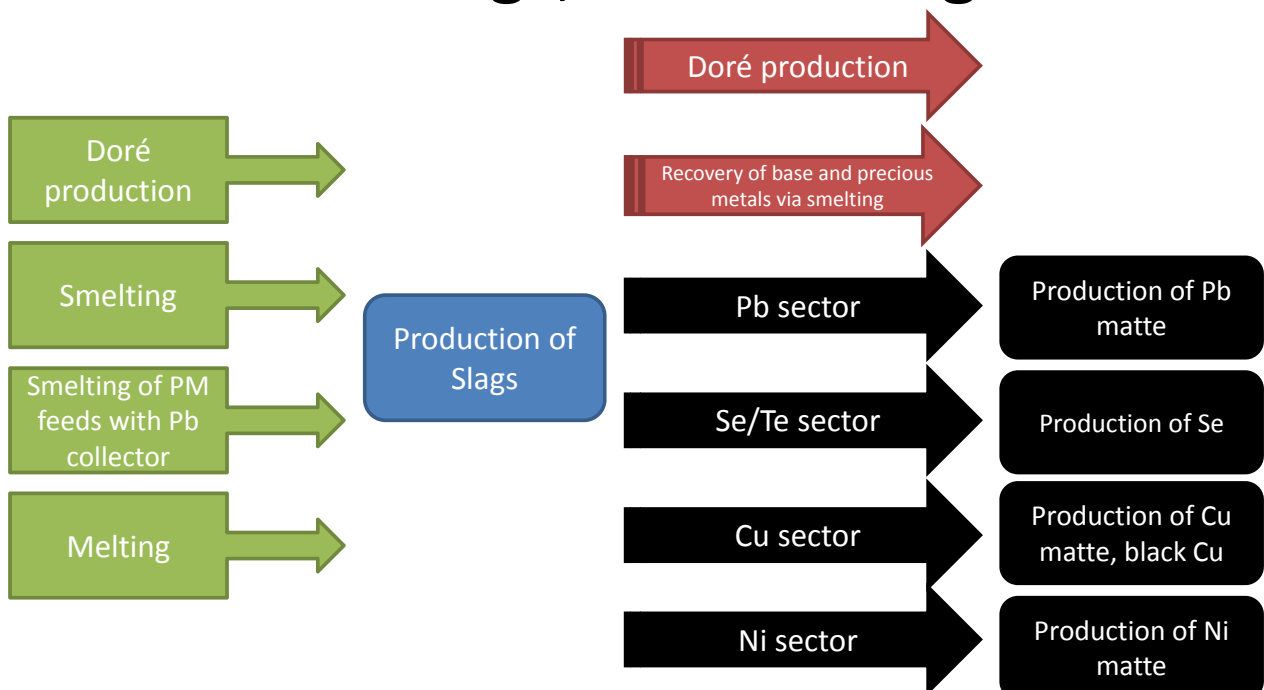 Doré production
Recovery of base and precious
metals via smelting
Doré
production
Smelting
Smelting of PM
feeds with Pb
collector
Melting
Production of
Slags
Pb sector
Production of Pb
matte
Se/Te sector
Production of Se
Cu sector
Production of Cu
matte, black Cu
Ni sector
Production of Ni
matte